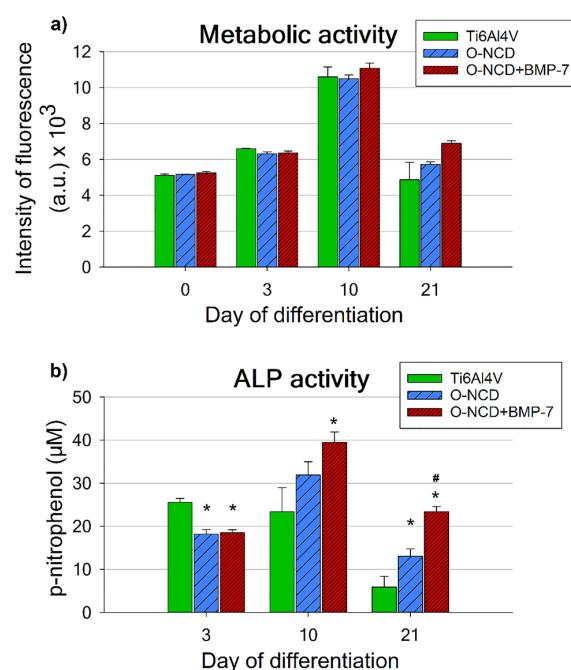 a)
Metabolic activity
Ti6Al4V
O-NCD
O-NCD+BMP-7
Intensity of fluorescence
(a.u.) x 10³
12
10
8
6
4
2
0
0 3 10 21
Day of differentiation
b)
ALP activity
Ti6Al4V
O-NCD
O-NCD+BMP-7
p-nitrophenol (µM)
50
40
30
20
10
0
* * * * # *
3 10 21
Day of differentiation